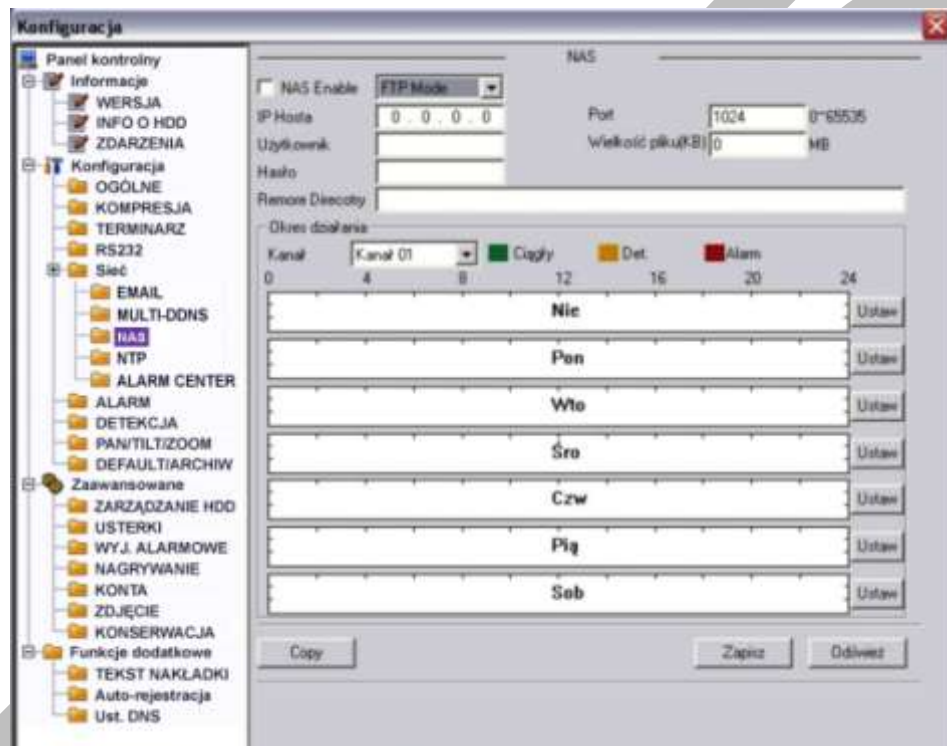 Konfiguracja
Panel kontrolny
Informacje
WERSJA
INFO O HDD
ZDARZENIA
Konfiguracja
OGÓLNE
KOMPRESJA
TERMINARZ
RS232
Sieć
EMAIL
MULTI-DDNS
NAS
NTP
ALARM CENTER
ALARM
DETEKCJA
PAN/TILT/ZOOM
DEFAULT/ARCHIW
Zaawansowane
ZARZĄDZANIE HDD
USTERKI
WYJ. ALARMOWE
NAGRYWANIE
KONTA
ZDJĘCIE
KONSERWACJA
Funkcje dodatkowe
TEKST NAKŁADKI
Auto-rejestracja
Ust. DNS
NAS
NAS Enable FTP Mode
IP Hosta 0 . 0 . 0 . 0 Port 1024 0~65535
Użytkownik Wielkość pliku(KB) 0 MB
Hasło
Remore Direcoty
Okres działania
Kanał Kanał 01 Ciągły Det. Alarm
0 4 8 12 16 20 24
Nie Ustaw
Pon Ustaw
Wto Ustaw
Śro Ustaw
Czw Ustaw
Pią Ustaw
Sob Ustaw
Copy Zapisz Odśwież